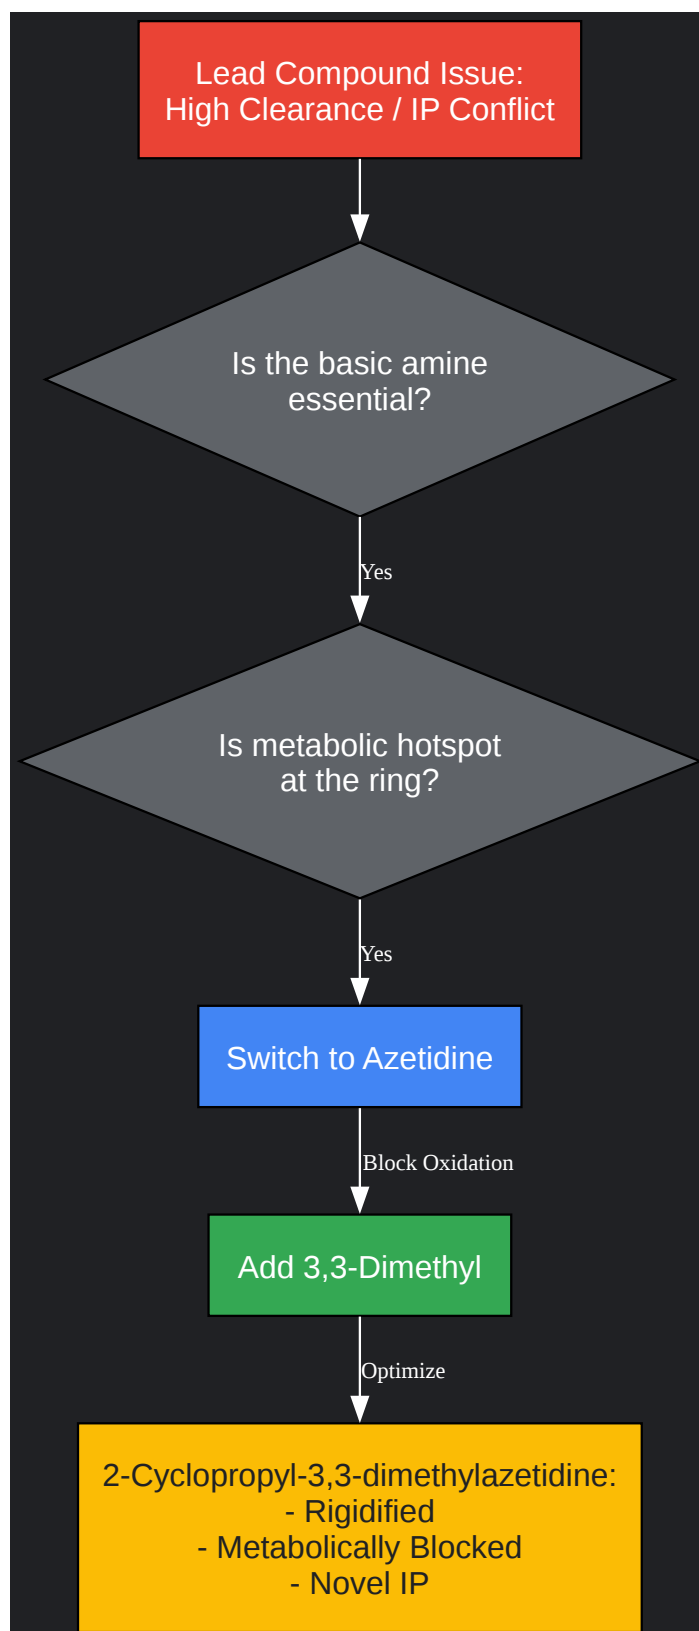 Lead Compound Issue:
High Clearance / IP Conflict
Is the basic amine
essential?
Yes
Is metabolic hotspot
at the ring?
Yes
Switch to Azetidine
Block Oxidation
Add 3,3-Dimethyl
Optimize
2-Cyclopropyl-3,3-dimethylazetidine:
- Rigidified
- Metabolically Blocked
- Novel IP